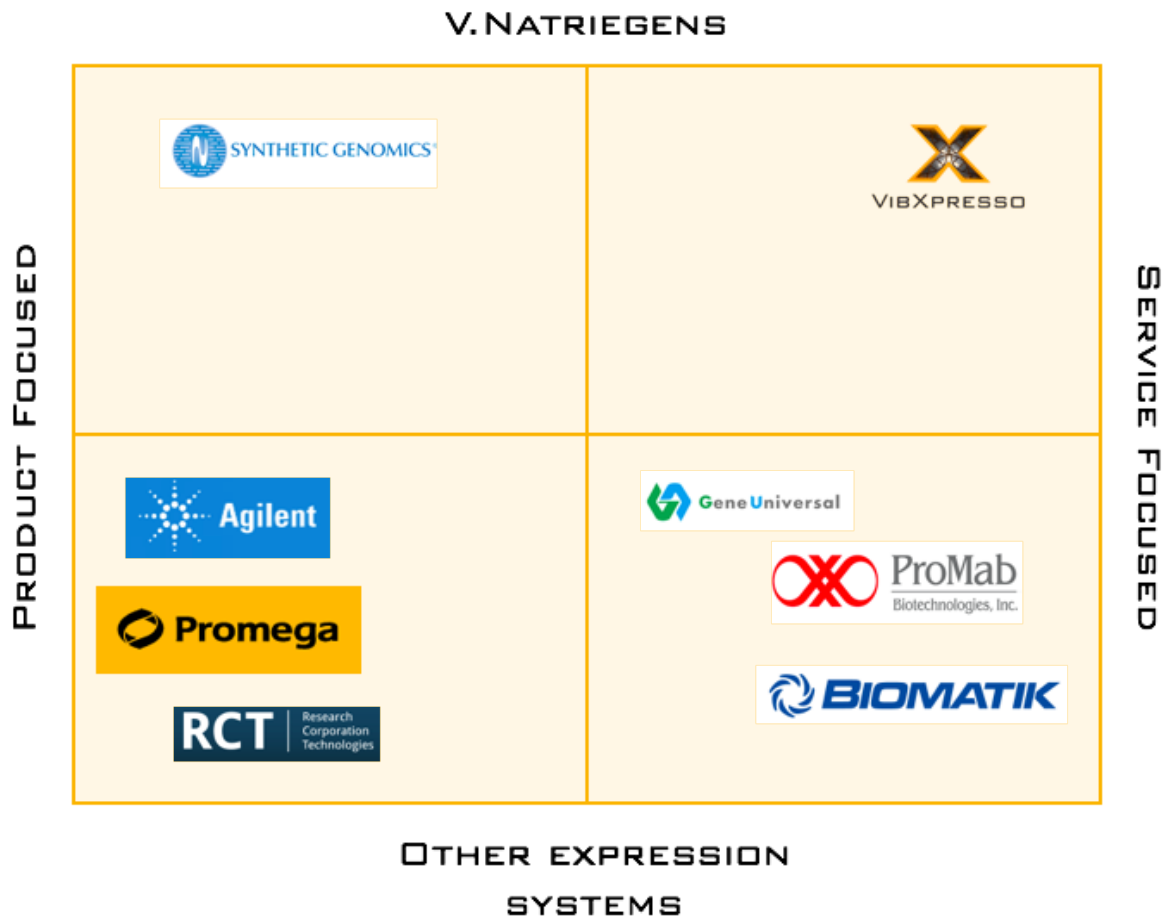 V. NATRIEGENS
SYNTHETIC GENOMICS®
VIBXPRESSO
PRODUCT FOCUSED
SERVICE FOCUSED
Agilent
GeneUniversal
ProMab
Biotechnologies, Inc.
Promega
BIOMATIK
RCT
Research
Corporation
Technologies
OTHER EXPRESSION
SYSTEMS